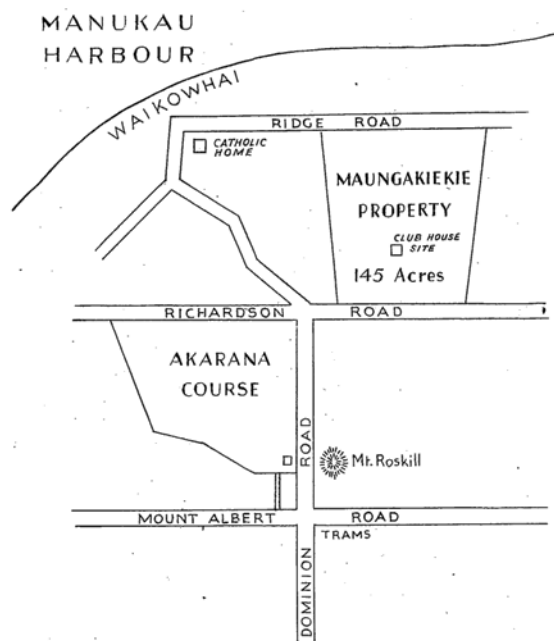 MANUKAU
HARBOUR
WAIKOWHAI
RIDGE ROAD
CATHOLIC
HOME
MAUNGAKIEKIE
PROPERTY
CLUB HOUSE
SITE
145 Acres
RICHARDSON ROAD
AKARANA
COURSE
ROAD
Mt. Roskill
MOUNT ALBERT ROAD
TRAMS
DOMINION